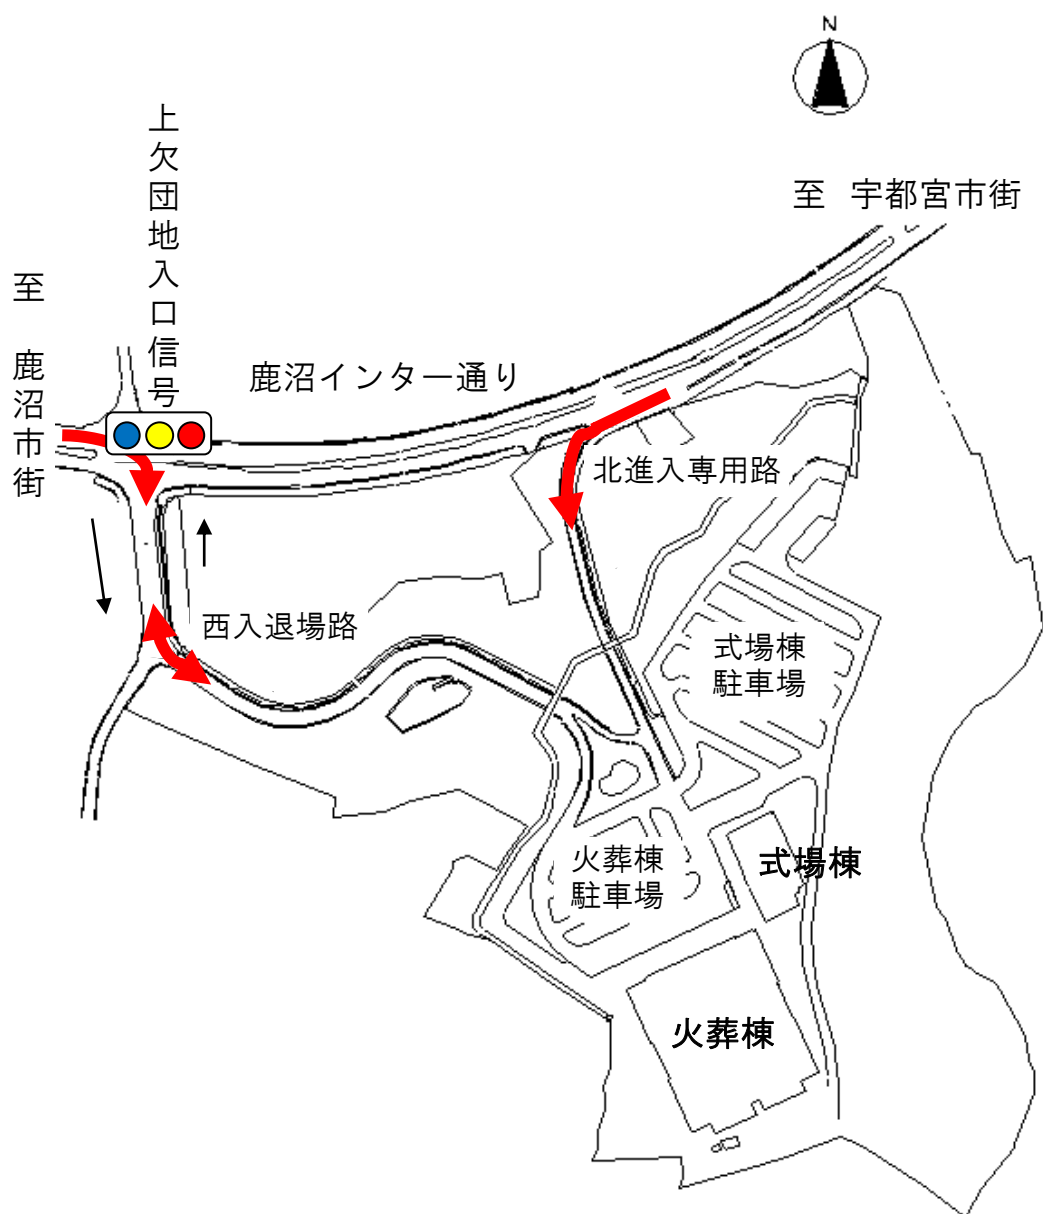 N
至 宇都宮市街
上欠団地入口信号
至 鹿沼市街
鹿沼インター通り
北進入専用路
西入退場路
式場棟
駐車場
火葬棟
駐車場
式場棟
火葬棟